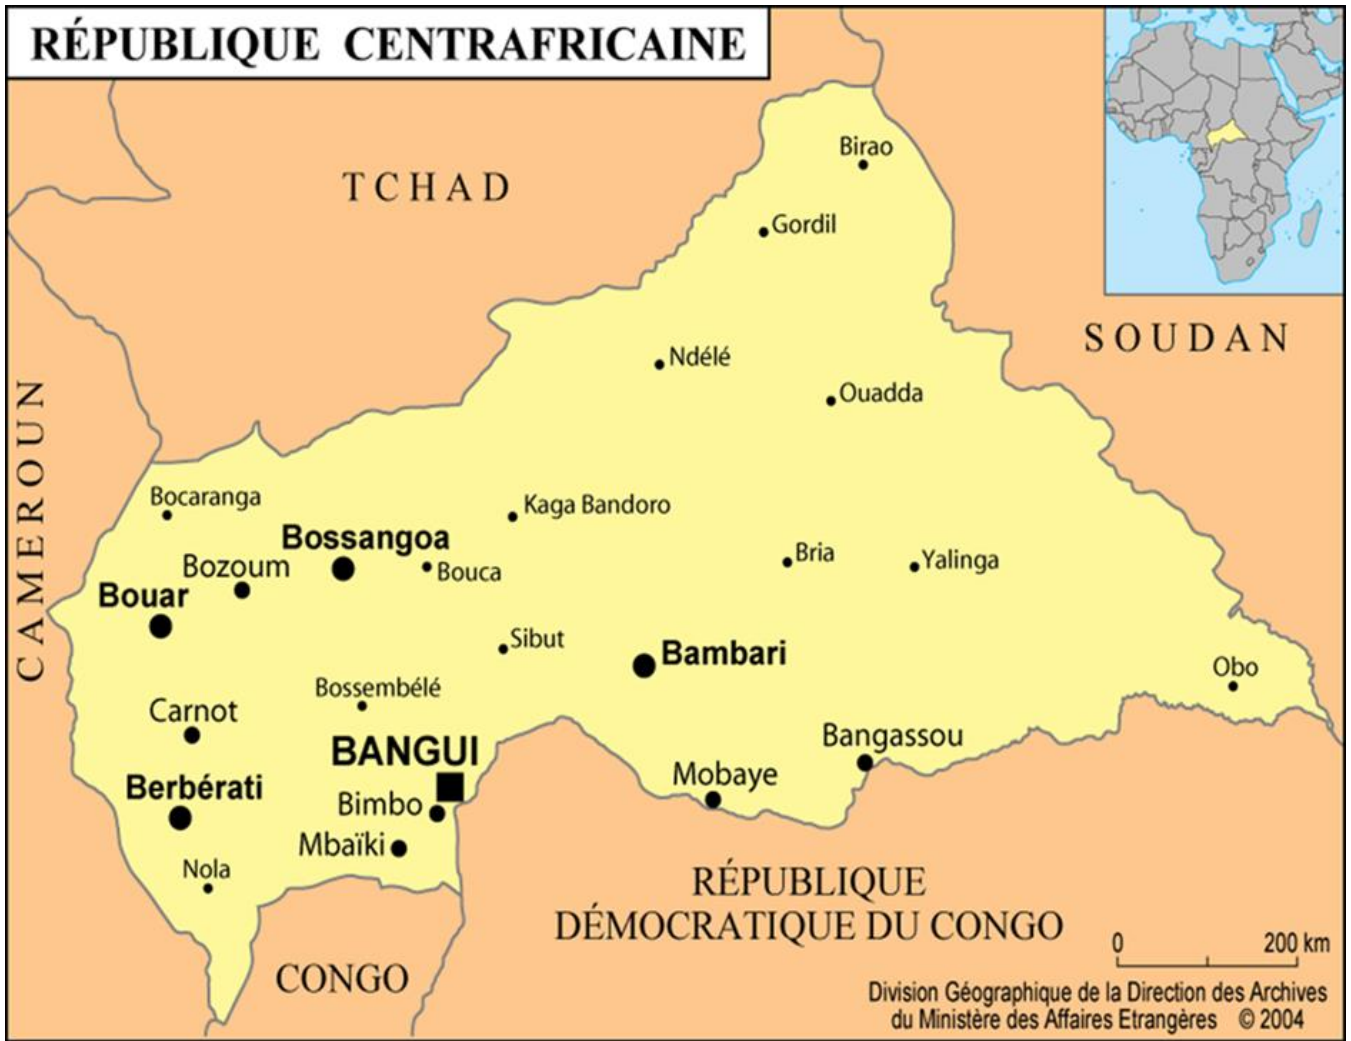 RÉPUBLIQUE CENTRAFRICAINE
Birao
TCHAD
Gordil
SOUDAN
Ndélé
Ouadda
CAMEROUN
Bocaranga
Kaga Bandoro
Bossangoa
Bozoum
Bouca
Bria
Yalinga
Bouar
Sibut
Bambari
Obo
Bossembélé
Carnot
Bangassou
BANGUI
Mobaye
Berbérati
Bimbo
Mbaïki
Nola
RÉPUBLIQUE
DÉMOCRATIQUE DU CONGO
CONGO
0 200 km
Division Géographique de la Direction des Archives
du Ministère des Affaires Etrangères © 2004